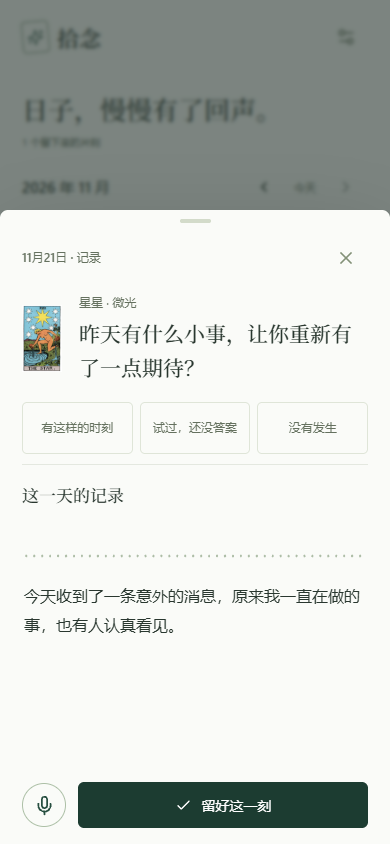 拾念
日子，慢慢有了回声。
2026 年 11 月
今天
11月21日 · 记录
星星 · 微光
昨天有什么小事，让你重新有
了一点期待？
THE STAR
有这样的时刻
试过，还没答案
没有发生
这一天的记录
今天收到了一条意外的消息，原来我一直在做的
事，也有人认真看见。
留好这一刻